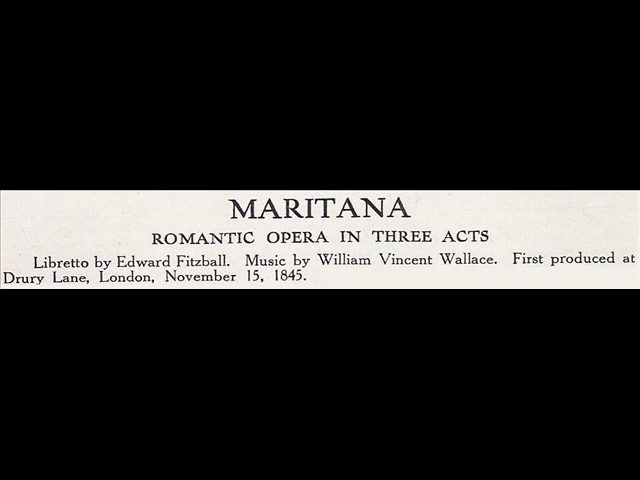 MARITANA
ROMANTIC OPERA IN THREE ACTS
Libretto by Edward Fitzball. Music by William Vincent Wallace. First produced at
Drury Lane, London, November 15, 1845.